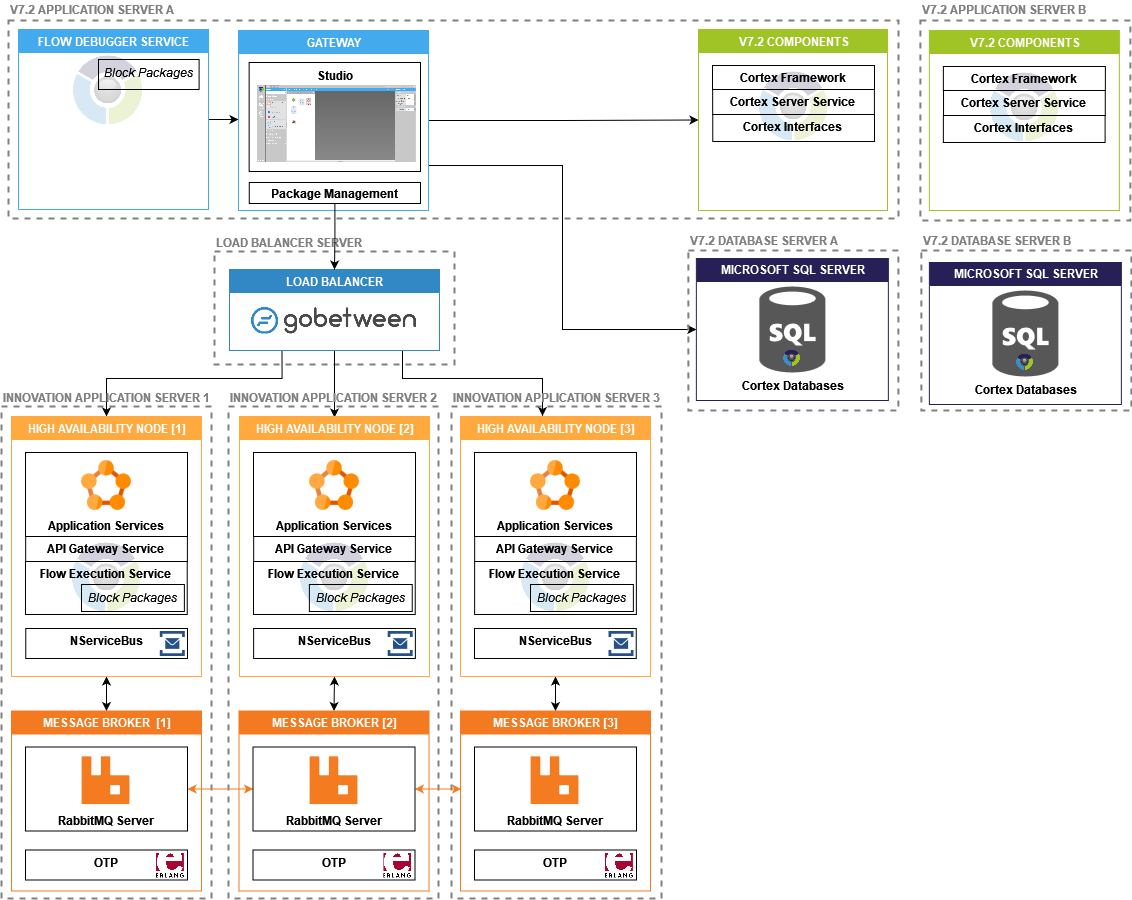 V7.2 APPLICATION SERVER A
FLOW DEBUGGER SERVICE
Block Packages
GATEWAY
Studio
Package Management
V7.2 COMPONENTS
Cortex Framework
Cortex Server Service
Cortex Interfaces
V7.2 APPLICATION SERVER B
V7.2 COMPONENTS
Cortex Framework
Cortex Server Service
Cortex Interfaces
LOAD BALANCER SERVER
LOAD BALANCER
gobetween
V7.2 DATABASE SERVER A
MICROSOFT SQL SERVER
SQL
Cortex Databases
V7.2 DATABASE SERVER B
MICROSOFT SQL SERVER
SQL
Cortex Databases
INNOVATION APPLICATION SERVER 1
HIGH AVAILABILITY NODE [1]
Application Services
API Gateway Service
Flow Execution Service
Block Packages
NServiceBus
MESSAGE BROKER [1]
RabbitMQ Server
OTP
ERLANG
INNOVATION APPLICATION SERVER 2
HIGH AVAILABILITY NODE [2]
Application Services
API Gateway Service
Flow Execution Service
Block Packages
NServiceBus
MESSAGE BROKER [2]
RabbitMQ Server
OTP
ERLANG
INNOVATION APPLICATION SERVER 3
HIGH AVAILABILITY NODE [3]
Application Services
API Gateway Service
Flow Execution Service
Block Packages
NServiceBus
MESSAGE BROKER [3]
RabbitMQ Server
OTP
ERLANG